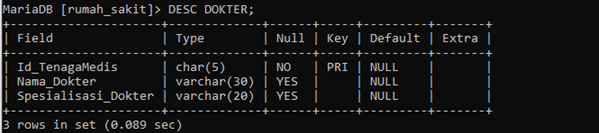 MariaDB [rumah_sakit]> DESC DOKTER;
+---------------------+-------------+------+-----+---------+-------+
| Field               | Type        | Null | Key | Default | Extra |
+---------------------+-------------+------+-----+---------+-------+
| Id_TenagaMedis      | char(5)     | NO   | PRI | NULL    |       |
| Nama_Dokter         | varchar(30) | YES  |     | NULL    |       |
| Spesialisasi_Dokter | varchar(20) | YES  |     | NULL    |       |
+---------------------+-------------+------+-----+---------+-------+
3 rows in set (0.089 sec)